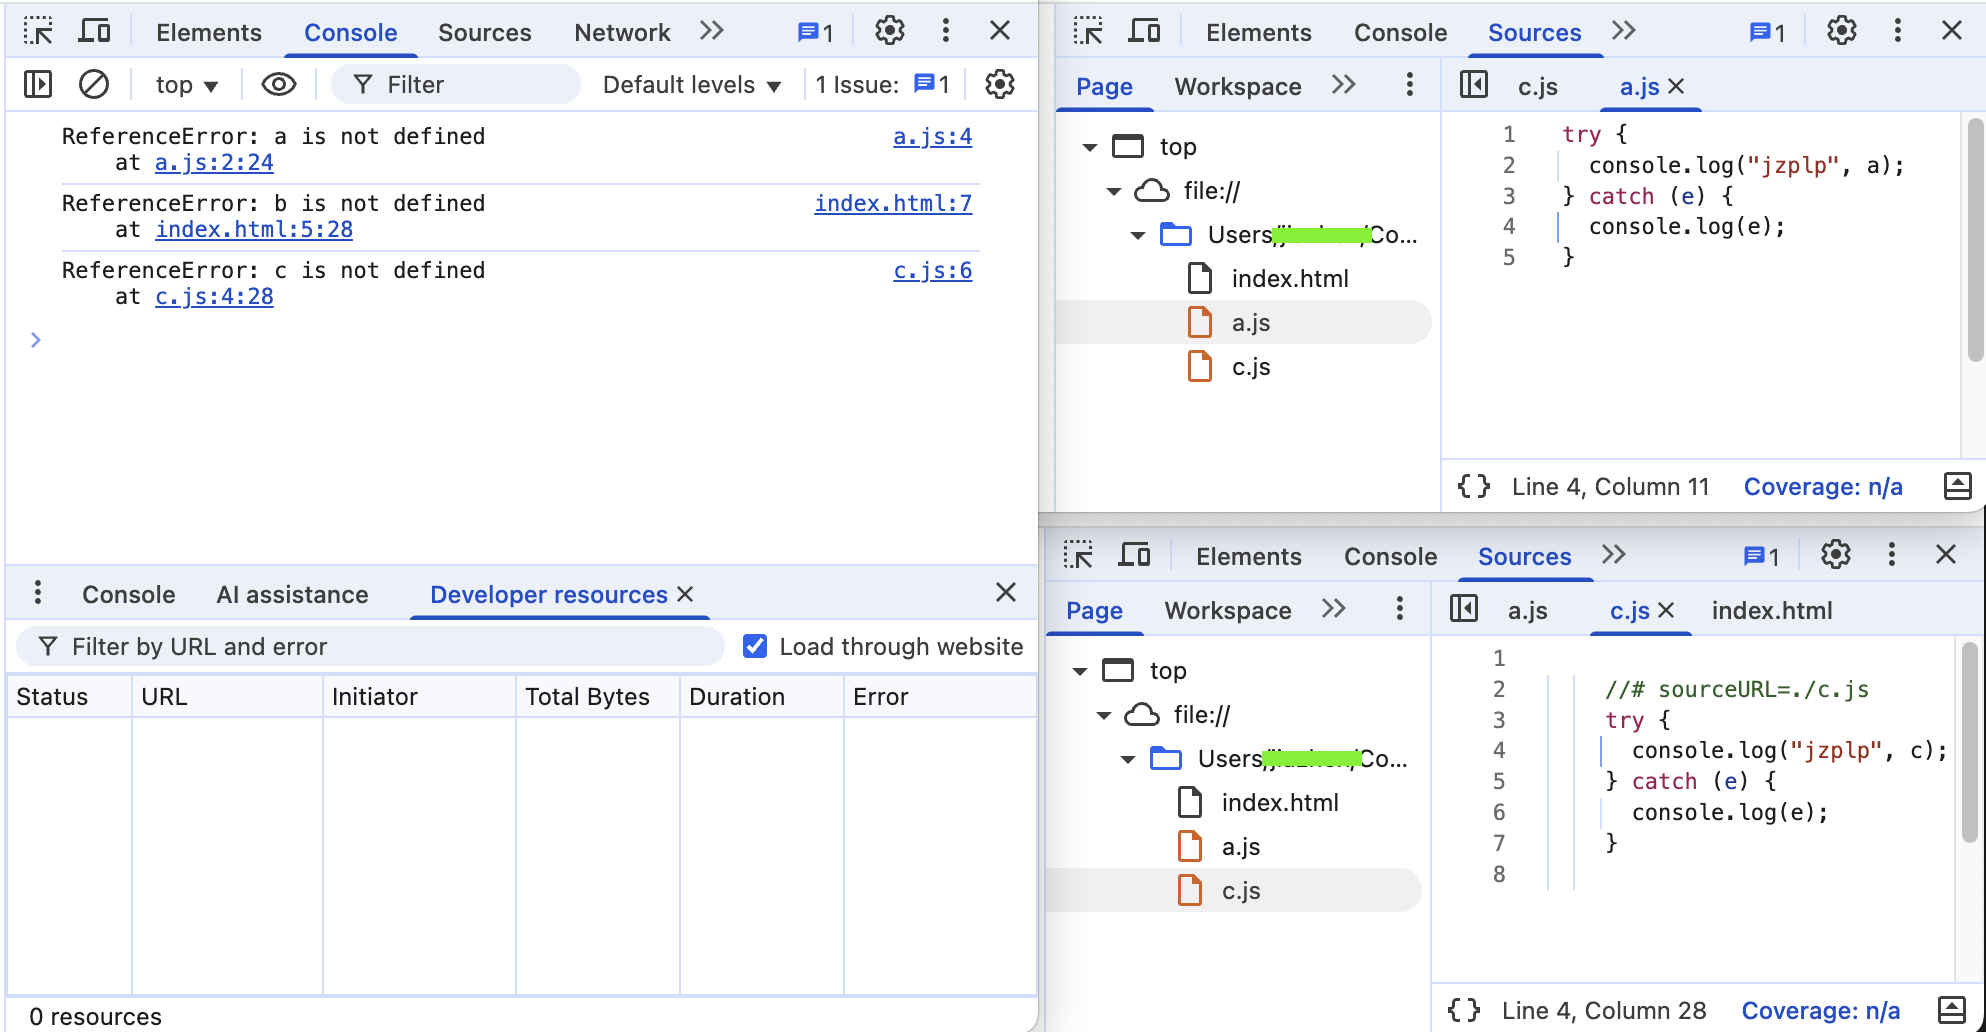 Elements Console Sources Network 1
top Filter Default levels 1 Issue: 1
ReferenceError: a is not defined a.js:4
at a.js:2:24
ReferenceError: b is not defined index.html:7
at index.html:5:28
ReferenceError: c is not defined c.js:6
at c.js:4:28
Console AI assistance Developer resources
Filter by URL and error Load through website
Status URL Initiator Total Bytes Duration Error
0 resources
Elements Console Sources 1
Page Workspace c.js a.js
top
file://
Users/ /Co...
index.html
a.js
c.js
1 try {
2 console.log("jzplp", a);
3 } catch (e) {
4 console.log(e);
5 }
{} Line 4, Column 11 Coverage: n/a
Elements Console Sources 1
Page Workspace a.js c.js index.html
top
file://
Users/ /Co...
index.html
a.js
c.js
1
2 //# sourceURL=./c.js
3 try {
4 console.log("jzplp", c);
5 } catch (e) {
6 console.log(e);
7 }
8
{} Line 4, Column 28 Coverage: n/a